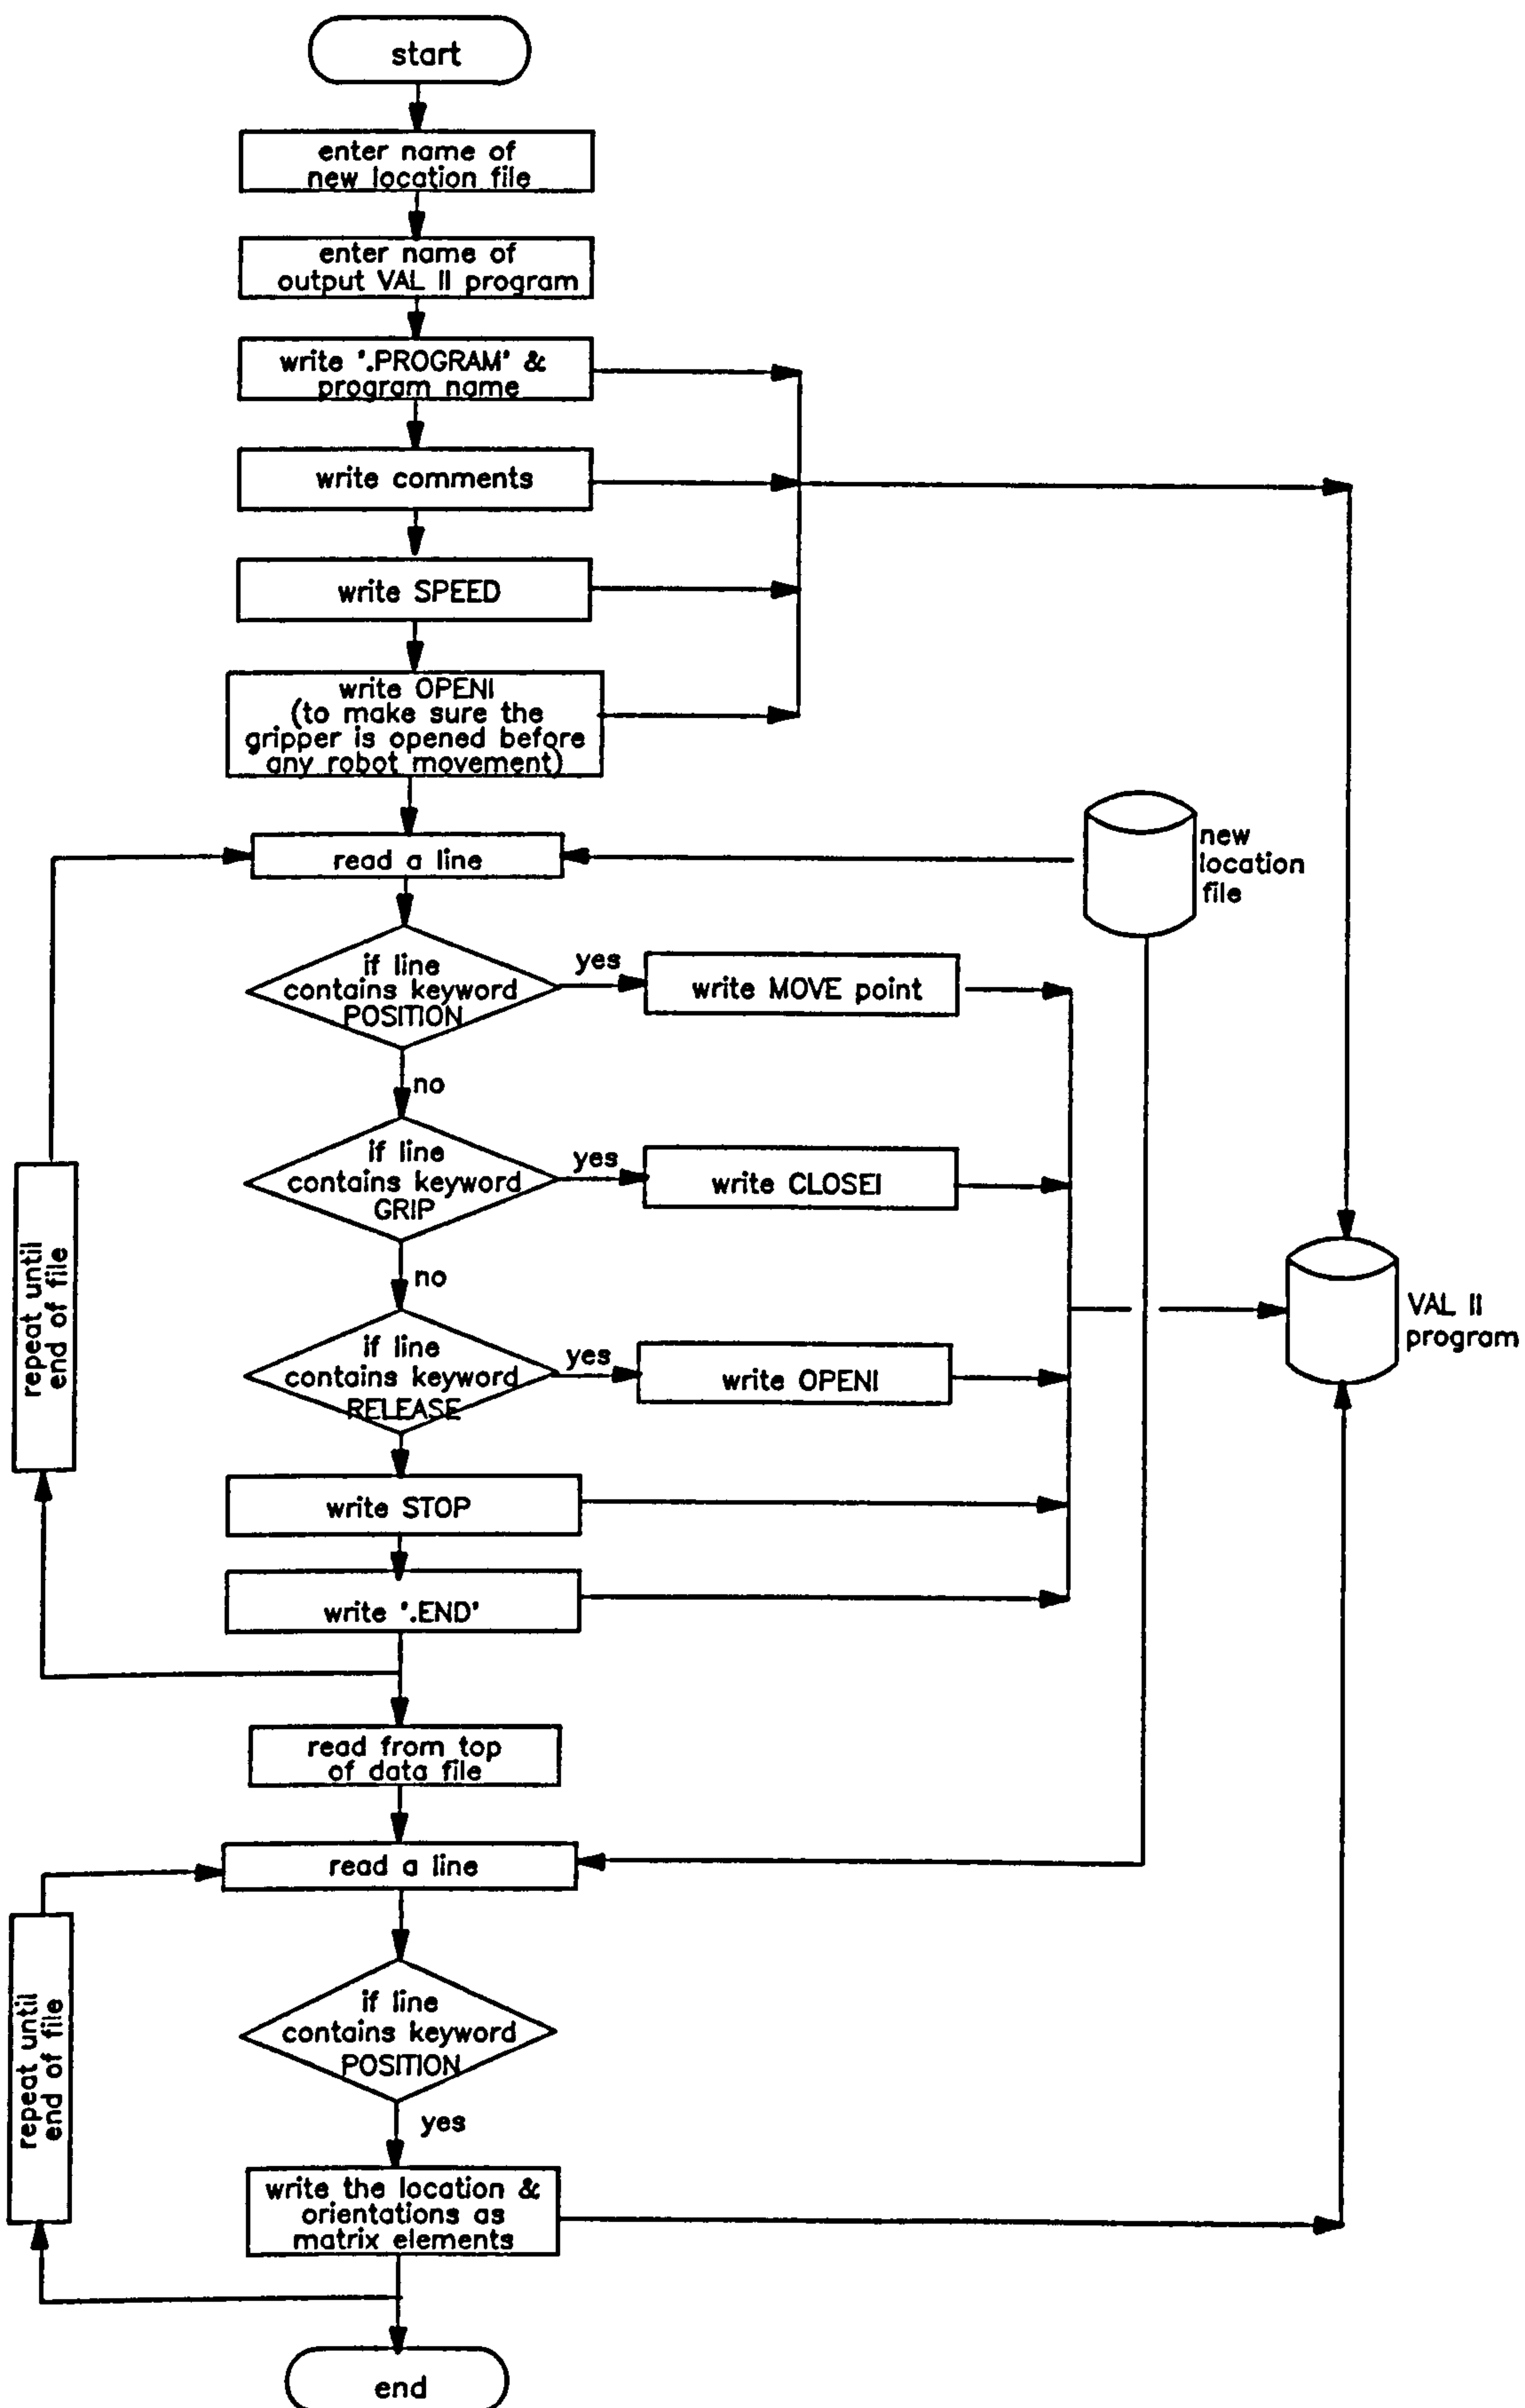 start
enter name of
new location file
enter name of
output VAL II program
write '.PROGRAM' &
program name
write comments
write SPEED
write OPENI
(to make sure the
gripper is opened before
any robot movement)
read a line
new
location
file
if line
contains keyword
POSITION
yes
write MOVE point
no
if line
contains keyword
GRIP
yes
write CLOSEI
no
repeat until
end of file
VAL II
program
if line
contains keyword
RELEASE
yes
write OPENI
write STOP
write '.END'
read from top
of data file
read a line
if line
contains keyword
POSITION
repeat until
end of file
yes
write the location &
orientations as
matrix elements
end